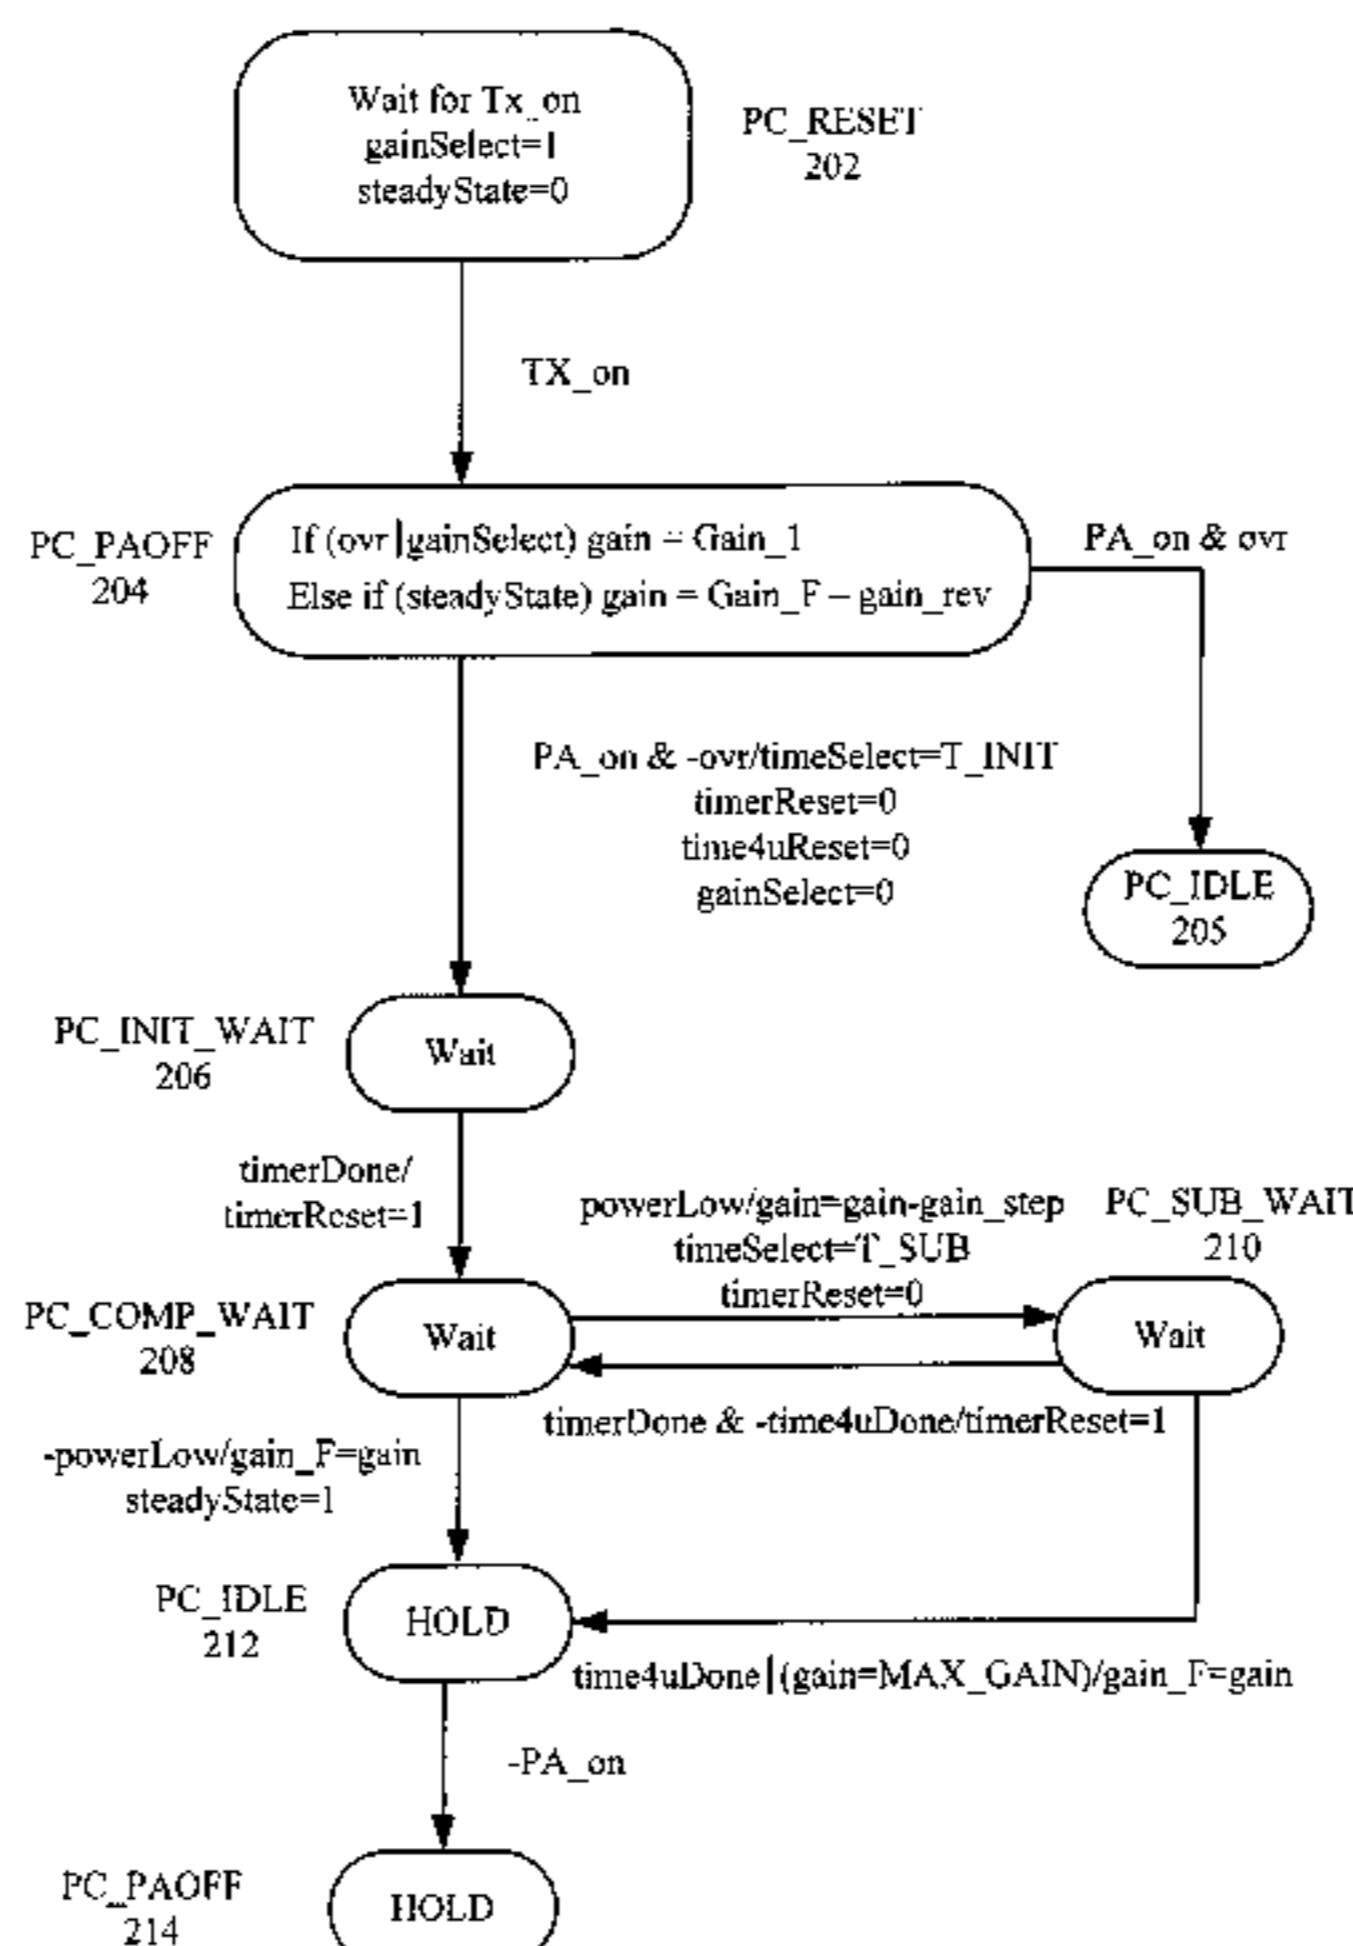 Wait for Tx_on
gainSelect=1
steadyState=0
PC_RESET
202
TX_on
PC_PAOFF
204
If (ovr|gainSelect) gain = Gain_1
Else if (steadyState) gain = Gain_F – gain_rev
PA_on & ovr
PA_on & -ovr/timeSelect=T_INIT
timerReset=0
time4uReset=0
gainSelect=0
PC_IDLE
205
PC_INIT_WAIT
206
Wait
timerDone/
timerReset=1
powerLow/gain=gain-gain_step
timeSelect=T_SUB
timerReset=0
PC_SUB_WAIT
210
PC_COMP_WAIT
208
Wait
Wait
timerDone & -time4uDone/timerReset=1
-powerLow/gain_F=gain
steadyState=1
PC_IDLE
212
HOLD
time4uDone|(gain=MAX_GAIN)/gain_F=gain
-PA_on
PC_PAOFF
214
HOLD